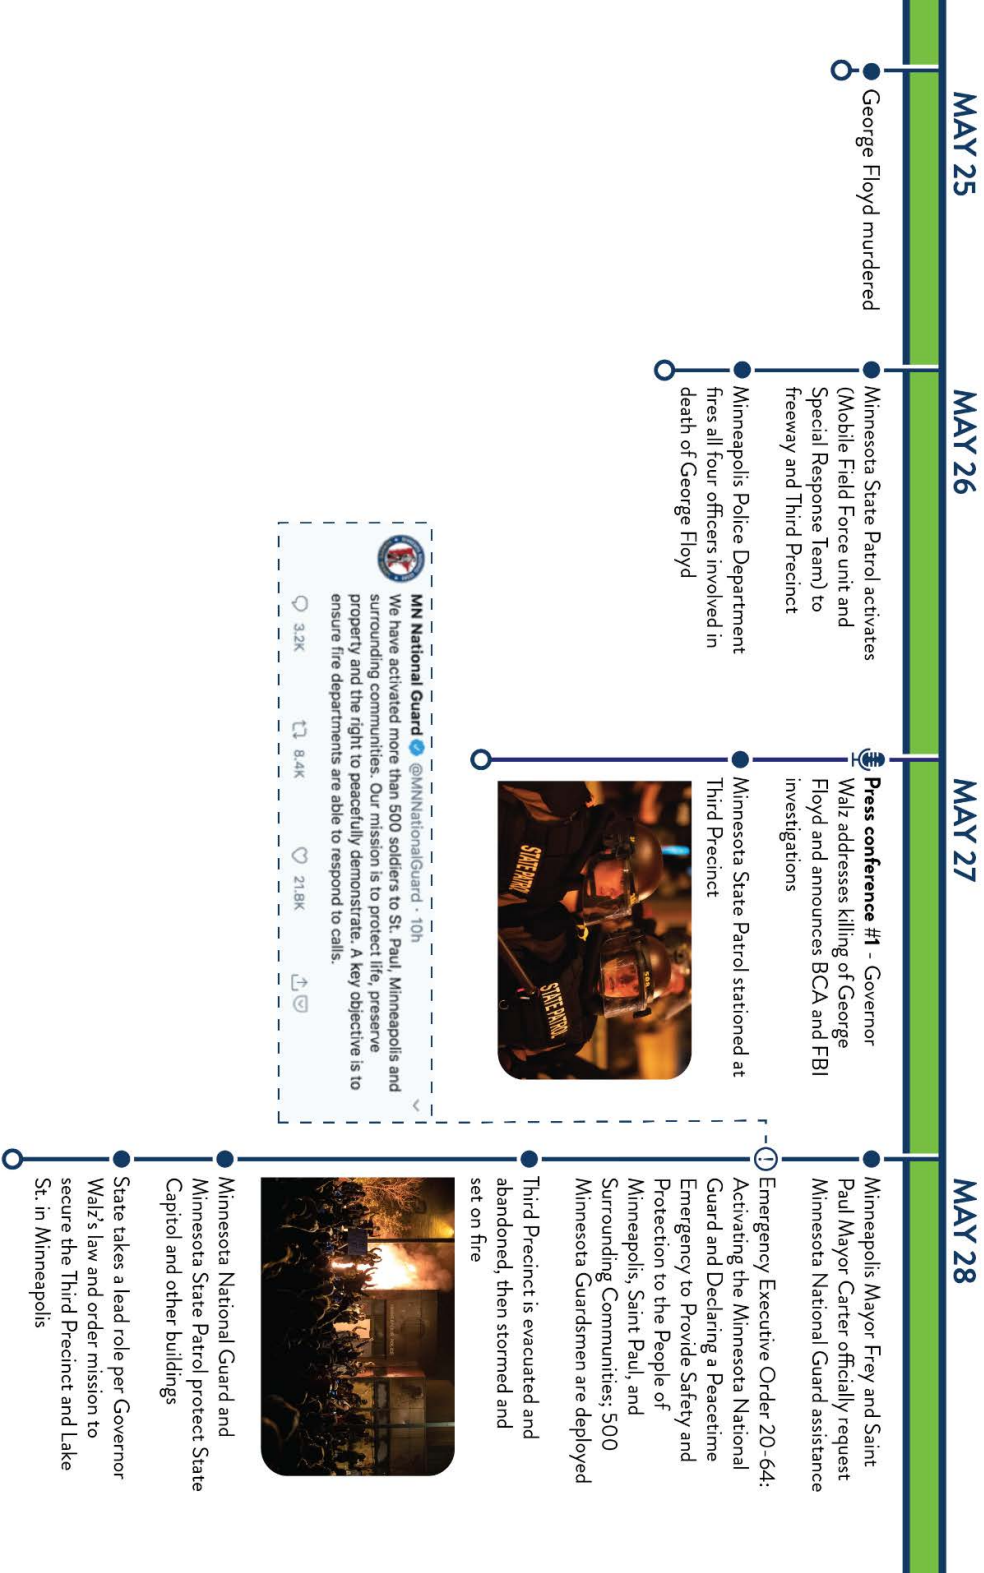 MAY 25
George Floyd murdered
MAY 26
Minnesota State Patrol activates
(Mobile Field Force unit and
Special Response Team) to
freeway and Third Precinct
Minneapolis Police Department
fires all four officers involved in
death of George Floyd
MAY 27
Press conference #1 - Governor
Walz addresses killing of George
Floyd and announces BCA and FBI
investigations
Minnesota State Patrol stationed at
Third Precinct
STATE PATROL
STATE PATROL
MAY 28
Minneapolis Mayor Frey and Saint
Paul Mayor Carter officially request
Minnesota National Guard assistance
Emergency Executive Order 20-64:
Activating the Minnesota National
Guard and Declaring a Peacetime
Emergency to Provide Safety and
Protection to the People of
Minneapolis, Saint Paul, and
Surrounding Communities; 500
Minnesota Guardsmen are deployed
MN National Guard @MNNationalGuard · 10h
We have activated more than 500 soldiers to St. Paul, Minneapolis and
surrounding communities. Our mission is to protect life, preserve
property and the right to peacefully demonstrate. A key objective is to
ensure fire departments are able to respond to calls.
3.2K 8.4K 21.8K
Third Precinct is evacuated and
abandoned, then stormed and
set on fire
Minnesota National Guard and
Minnesota State Patrol protect State
Capitol and other buildings
State takes a lead role per Governor
Walz's law and order mission to
secure the Third Precinct and Lake
St. in Minneapolis